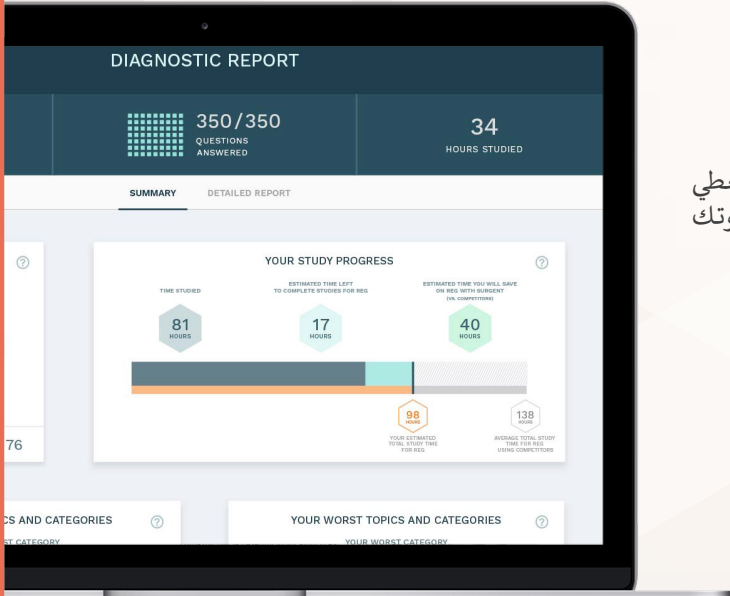 DIAGNOSTIC REPORT
350/350
QUESTIONS
ANSWERED
34
HOURS STUDIED
SUMMARY
DETAILED REPORT
YOUR STUDY PROGRESS
TIME STUDIED
81
HOURS
ESTIMATED TIME LEFT
TO COMPLETE STUDIES FOR REG
17
HOURS
ESTIMATED TIME YOU WILL SAVE
ON REG WITH SURGENT
(VS. COMPETITORS)
40
HOURS
98
HOURS
YOUR ESTIMATED
TOTAL STUDY TIME
FOR REG
138
HOURS
AVERAGE TOTAL STUDY
TIME FOR REG
USING COMPETITORS
76
AND CATEGORIES
CATEGORY
YOUR WORST TOPICS AND CATEGORIES
YOUR WORST CATEGORY